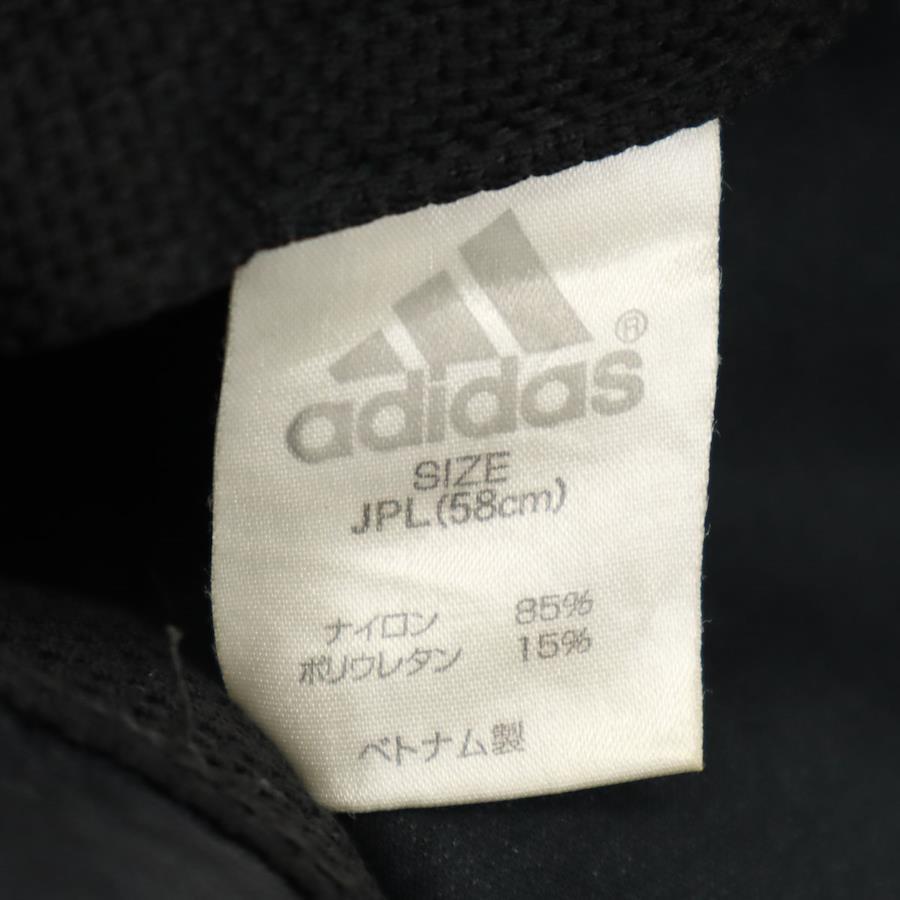 adidas®
SIZE
JPL(58cm)
ナイロン 85%
ポリウレタン 15%
ベトナム製